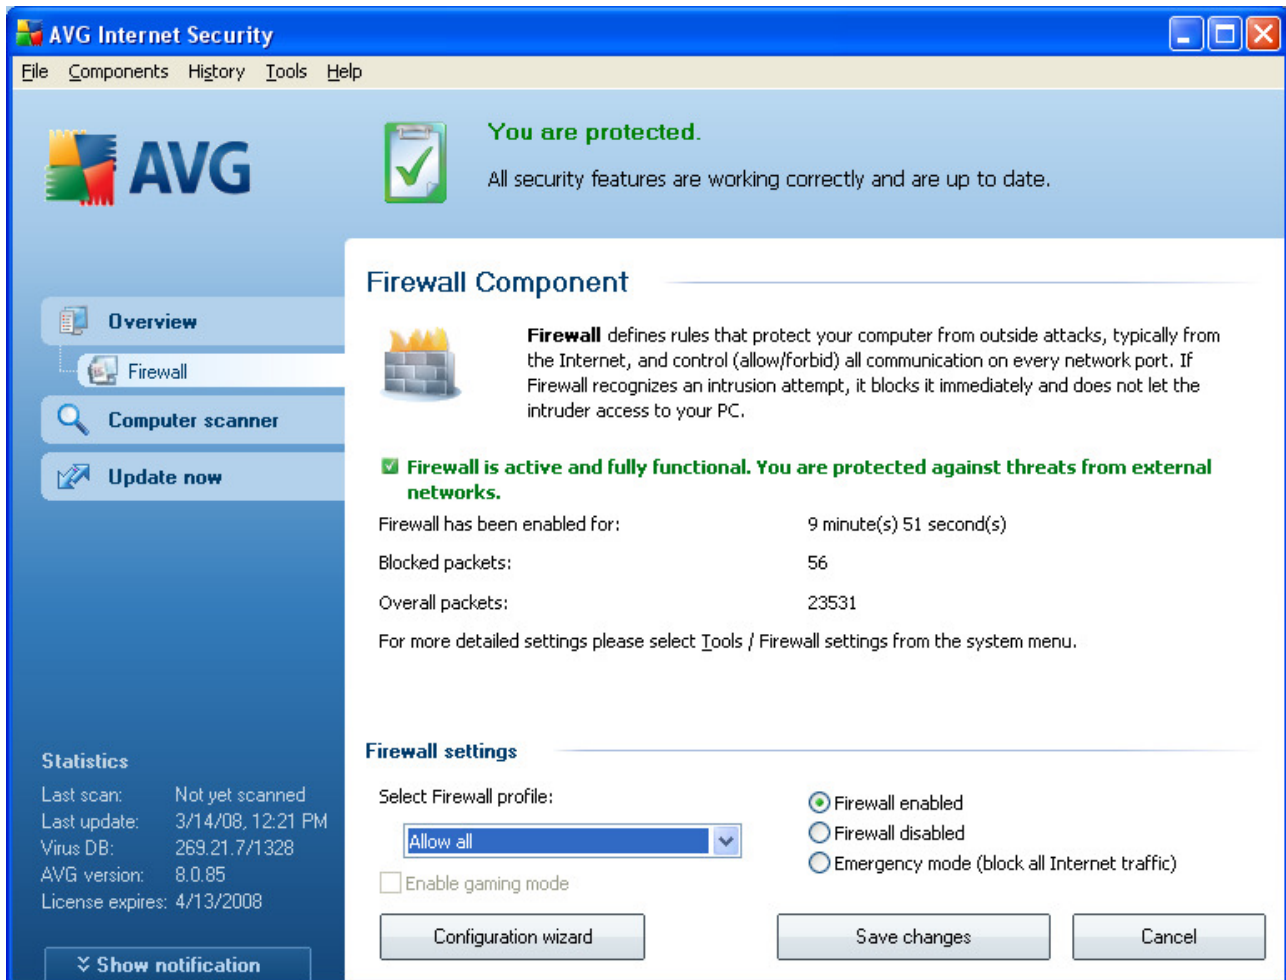 AVG Internet Security
File Components History Tools Help
AVG
You are protected.
All security features are working correctly and are up to date.
Overview
Firewall
Computer scanner
Update now
Firewall Component
Firewall defines rules that protect your computer from outside attacks, typically from
the Internet, and control (allow/forbid) all communication on every network port. If
Firewall recognizes an intrusion attempt, it blocks it immediately and does not let the
intruder access to your PC.
Firewall is active and fully functional. You are protected against threats from external
networks.
Firewall has been enabled for: 9 minute(s) 51 second(s)
Blocked packets: 56
Overall packets: 23531
For more detailed settings please select Tools / Firewall settings from the system menu.
Firewall settings
Select Firewall profile:
Allow all
Enable gaming mode
Firewall enabled
Firewall disabled
Emergency mode (block all Internet traffic)
Configuration wizard
Save changes
Cancel
Statistics
Last scan: Not yet scanned
Last update: 3/14/08, 12:21 PM
Virus DB: 269.21.7/1328
AVG version: 8.0.85
License expires: 4/13/2008
Show notification